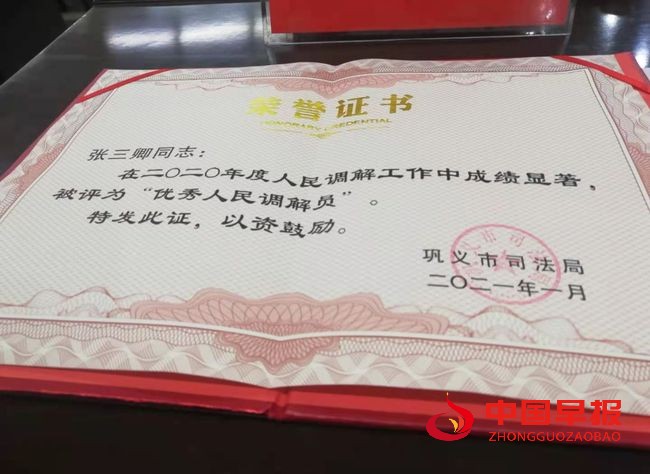 荣誉证书
HONORARY CREDENTIAL
张三卿同志：
在二〇二〇年度人民调解工作中成绩显著，
被评为“优秀人民调解员”。
特发此证，以资鼓励。
巩义市司法局
二〇二一年一月
中国早报
ZHONGGUOZAOBAO